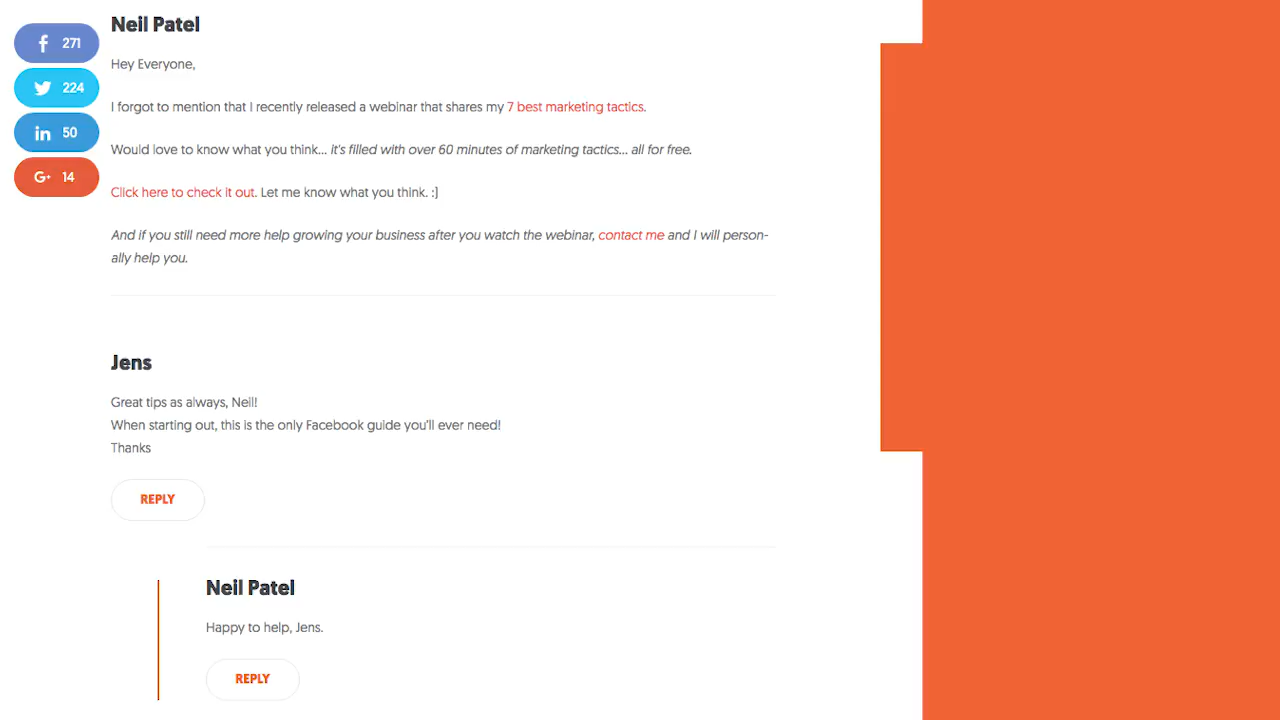 Neil Patel
271
Hey Everyone,
224
I forgot to mention that I recently released a webinar that shares my 7 best marketing tactics.
50
Would love to know what you think... it's filled with over 60 minutes of marketing tactics... all for free.
G+ 14
Click here to check it out. Let me know what you think. :]
And if you still need more help growing your business after you watch the webinar, contact me and I will person-
ally help you.
Jens
Great tips as always, Neil!
When starting out, this is the only Facebook guide you'll ever need!
Thanks
REPLY
Neil Patel
Happy to help, Jens.
REPLY